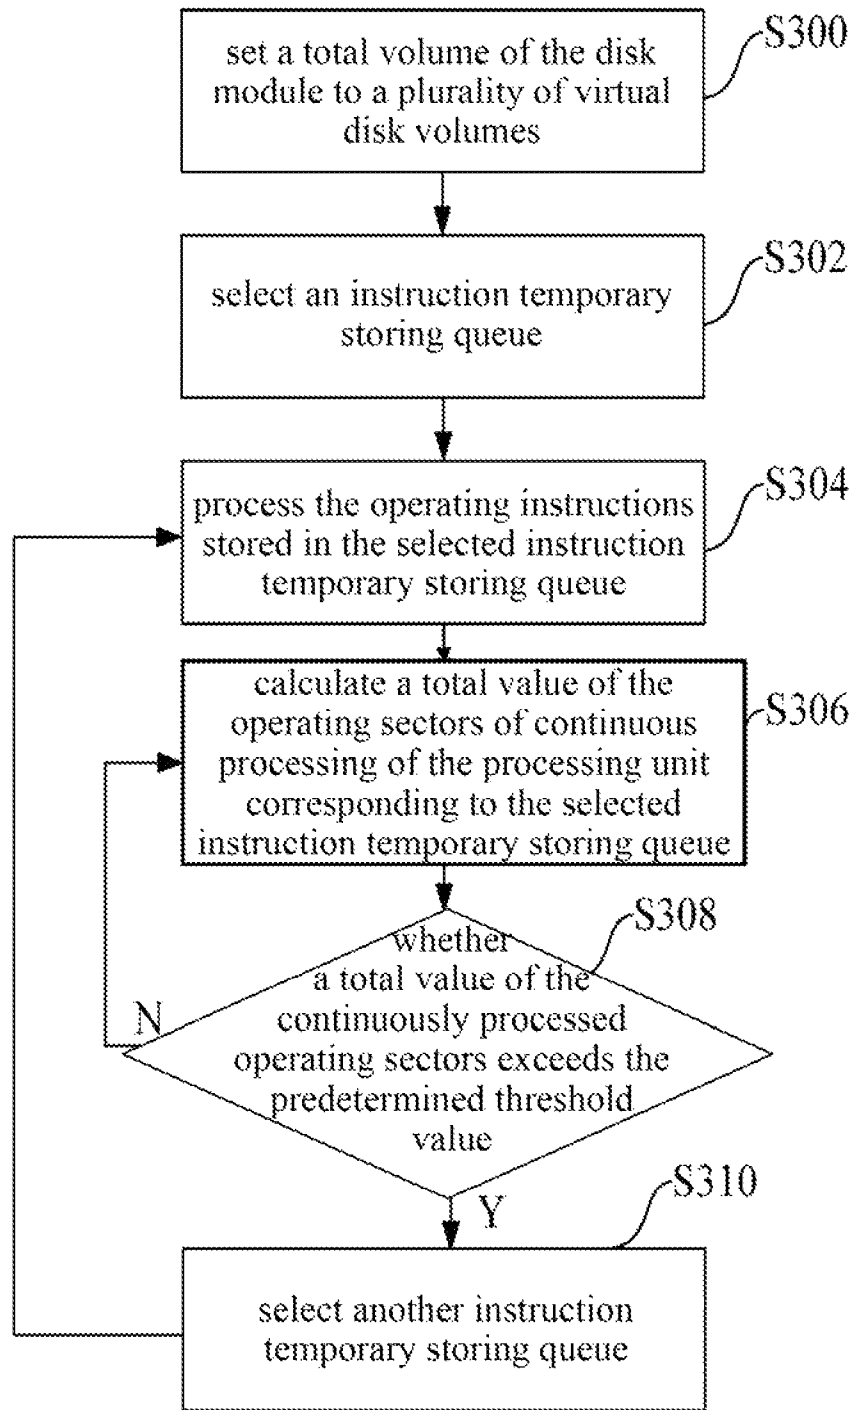 S300
set a total volume of the disk
module to a plurality of virtual
disk volumes
S302
select an instruction temporary
storing queue
S304
process the operating instructions
stored in the selected instruction
temporary storing queue
S306
calculate a total value of the
operating sectors of continuous
processing of the processing unit
corresponding to the selected
instruction temporary storing queue
S308
whether
a total value of the
continuously processed
operating sectors exceeds the
predetermined threshold
value
N
Y
S310
select another instruction
temporary storing queue